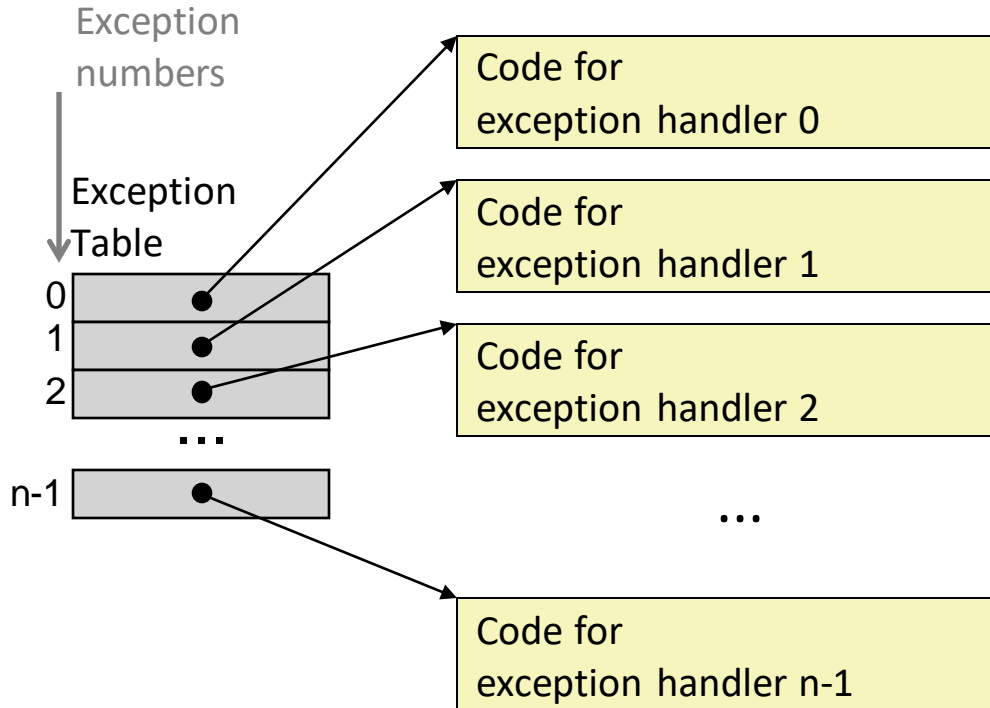 Exception
numbers
Exception
Table
0
1
2
...
n-1
Code for
exception handler 0
Code for
exception handler 1
Code for
exception handler 2
...
Code for
exception handler n-1